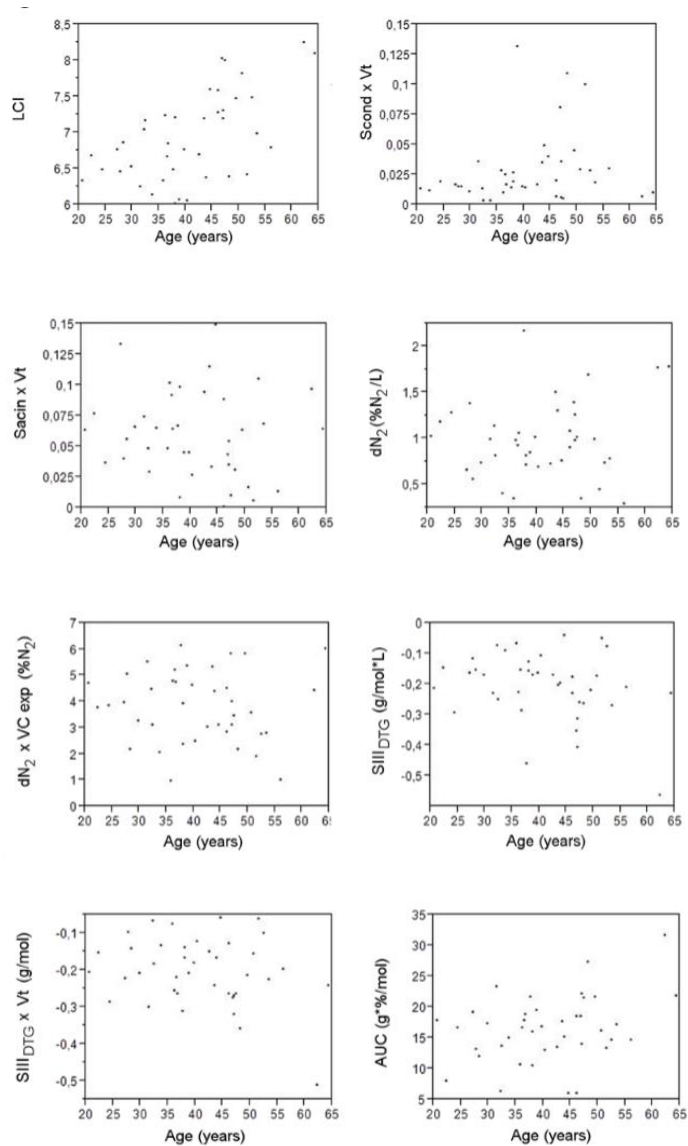 LCI
8,5
8
7,5
7
6,5
6
20 25 30 35 40 45 50 55 60 65
Age (years)
Scond x Vt
0,15
0,125
0,1
0,075
0,05
0,025
0
20 25 30 35 40 45 50 55 60 65
Age (years)
Sacin x Vt
0,15
0,125
0,1
0,075
0,05
0,025
0
20 25 30 35 40 45 50 55 60 65
Age (years)
dN₂ (%N₂/L)
2
1,5
1
0,5
20 25 30 35 40 45 50 55 60 65
Age (years)
dN₂ x VC exp (%N₂)
7
6
5
4
3
2
1
0
20 25 30 35 40 45 50 55 60
Age (years)
SIII_DTG (g/mol*L)
-0
-0,1
-0,2
-0,3
-0,4
-0,5
20 25 30 35 40 45 50 55 60 65
Age (years)
SIII_DTG x Vt (g/mol)
-0,1
-0,2
-0,3
-0,4
-0,5
20 25 30 35 40 45 50 55 60 65
Age (years)
AUC (g*%/mol)
35
30
25
20
15
10
5
20 25 30 35 40 45 50 55 60 65
Age (years)